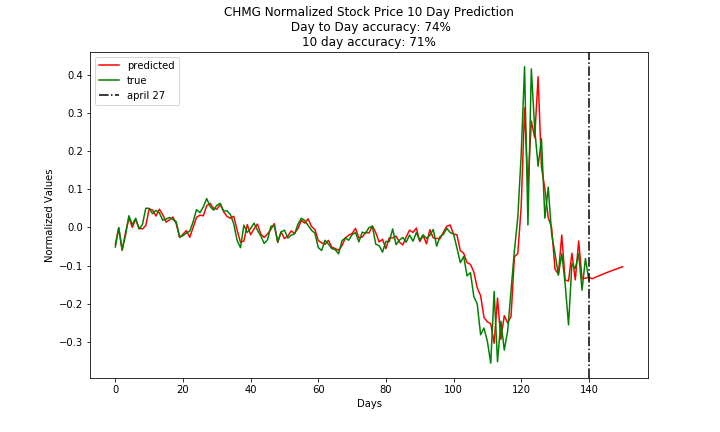 CHMG Normalized Stock Price 10 Day Prediction
Day to Day accuracy: 74%
10 day accuracy: 71%
predicted
true
april 27
Normalized Values
0.4
0.3
0.2
0.1
0.0
−0.1
−0.2
−0.3
0 20 40 60 80 100 120 140
Days